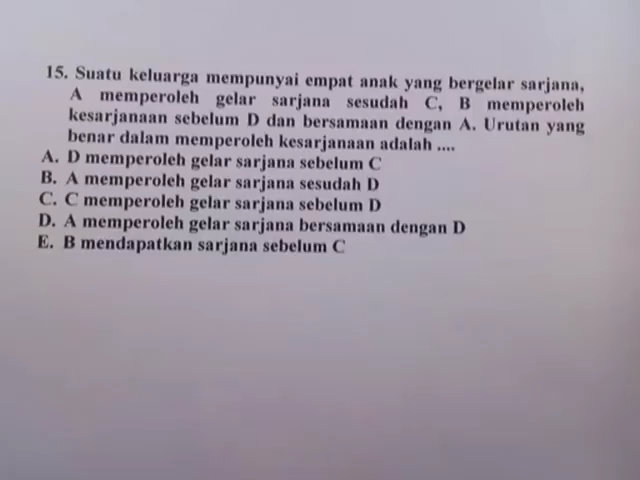 15. Suatu keluarga mempunyai empat anak yang bergelar sarjana,
A memperoleh gelar sarjana sesudah C, B memperoleh
kesarjanaan sebelum D dan bersamaan dengan A. Urutan yang
benar dalam memperoleh kesarjanaan adalah ....
A. D memperoleh gelar sarjana sebelum C
B. A memperoleh gelar sarjana sesudah D
C. C memperoleh gelar sarjana sebelum D
D. A memperoleh gelar sarjana bersamaan dengan D
E. B mendapatkan sarjana sebelum C